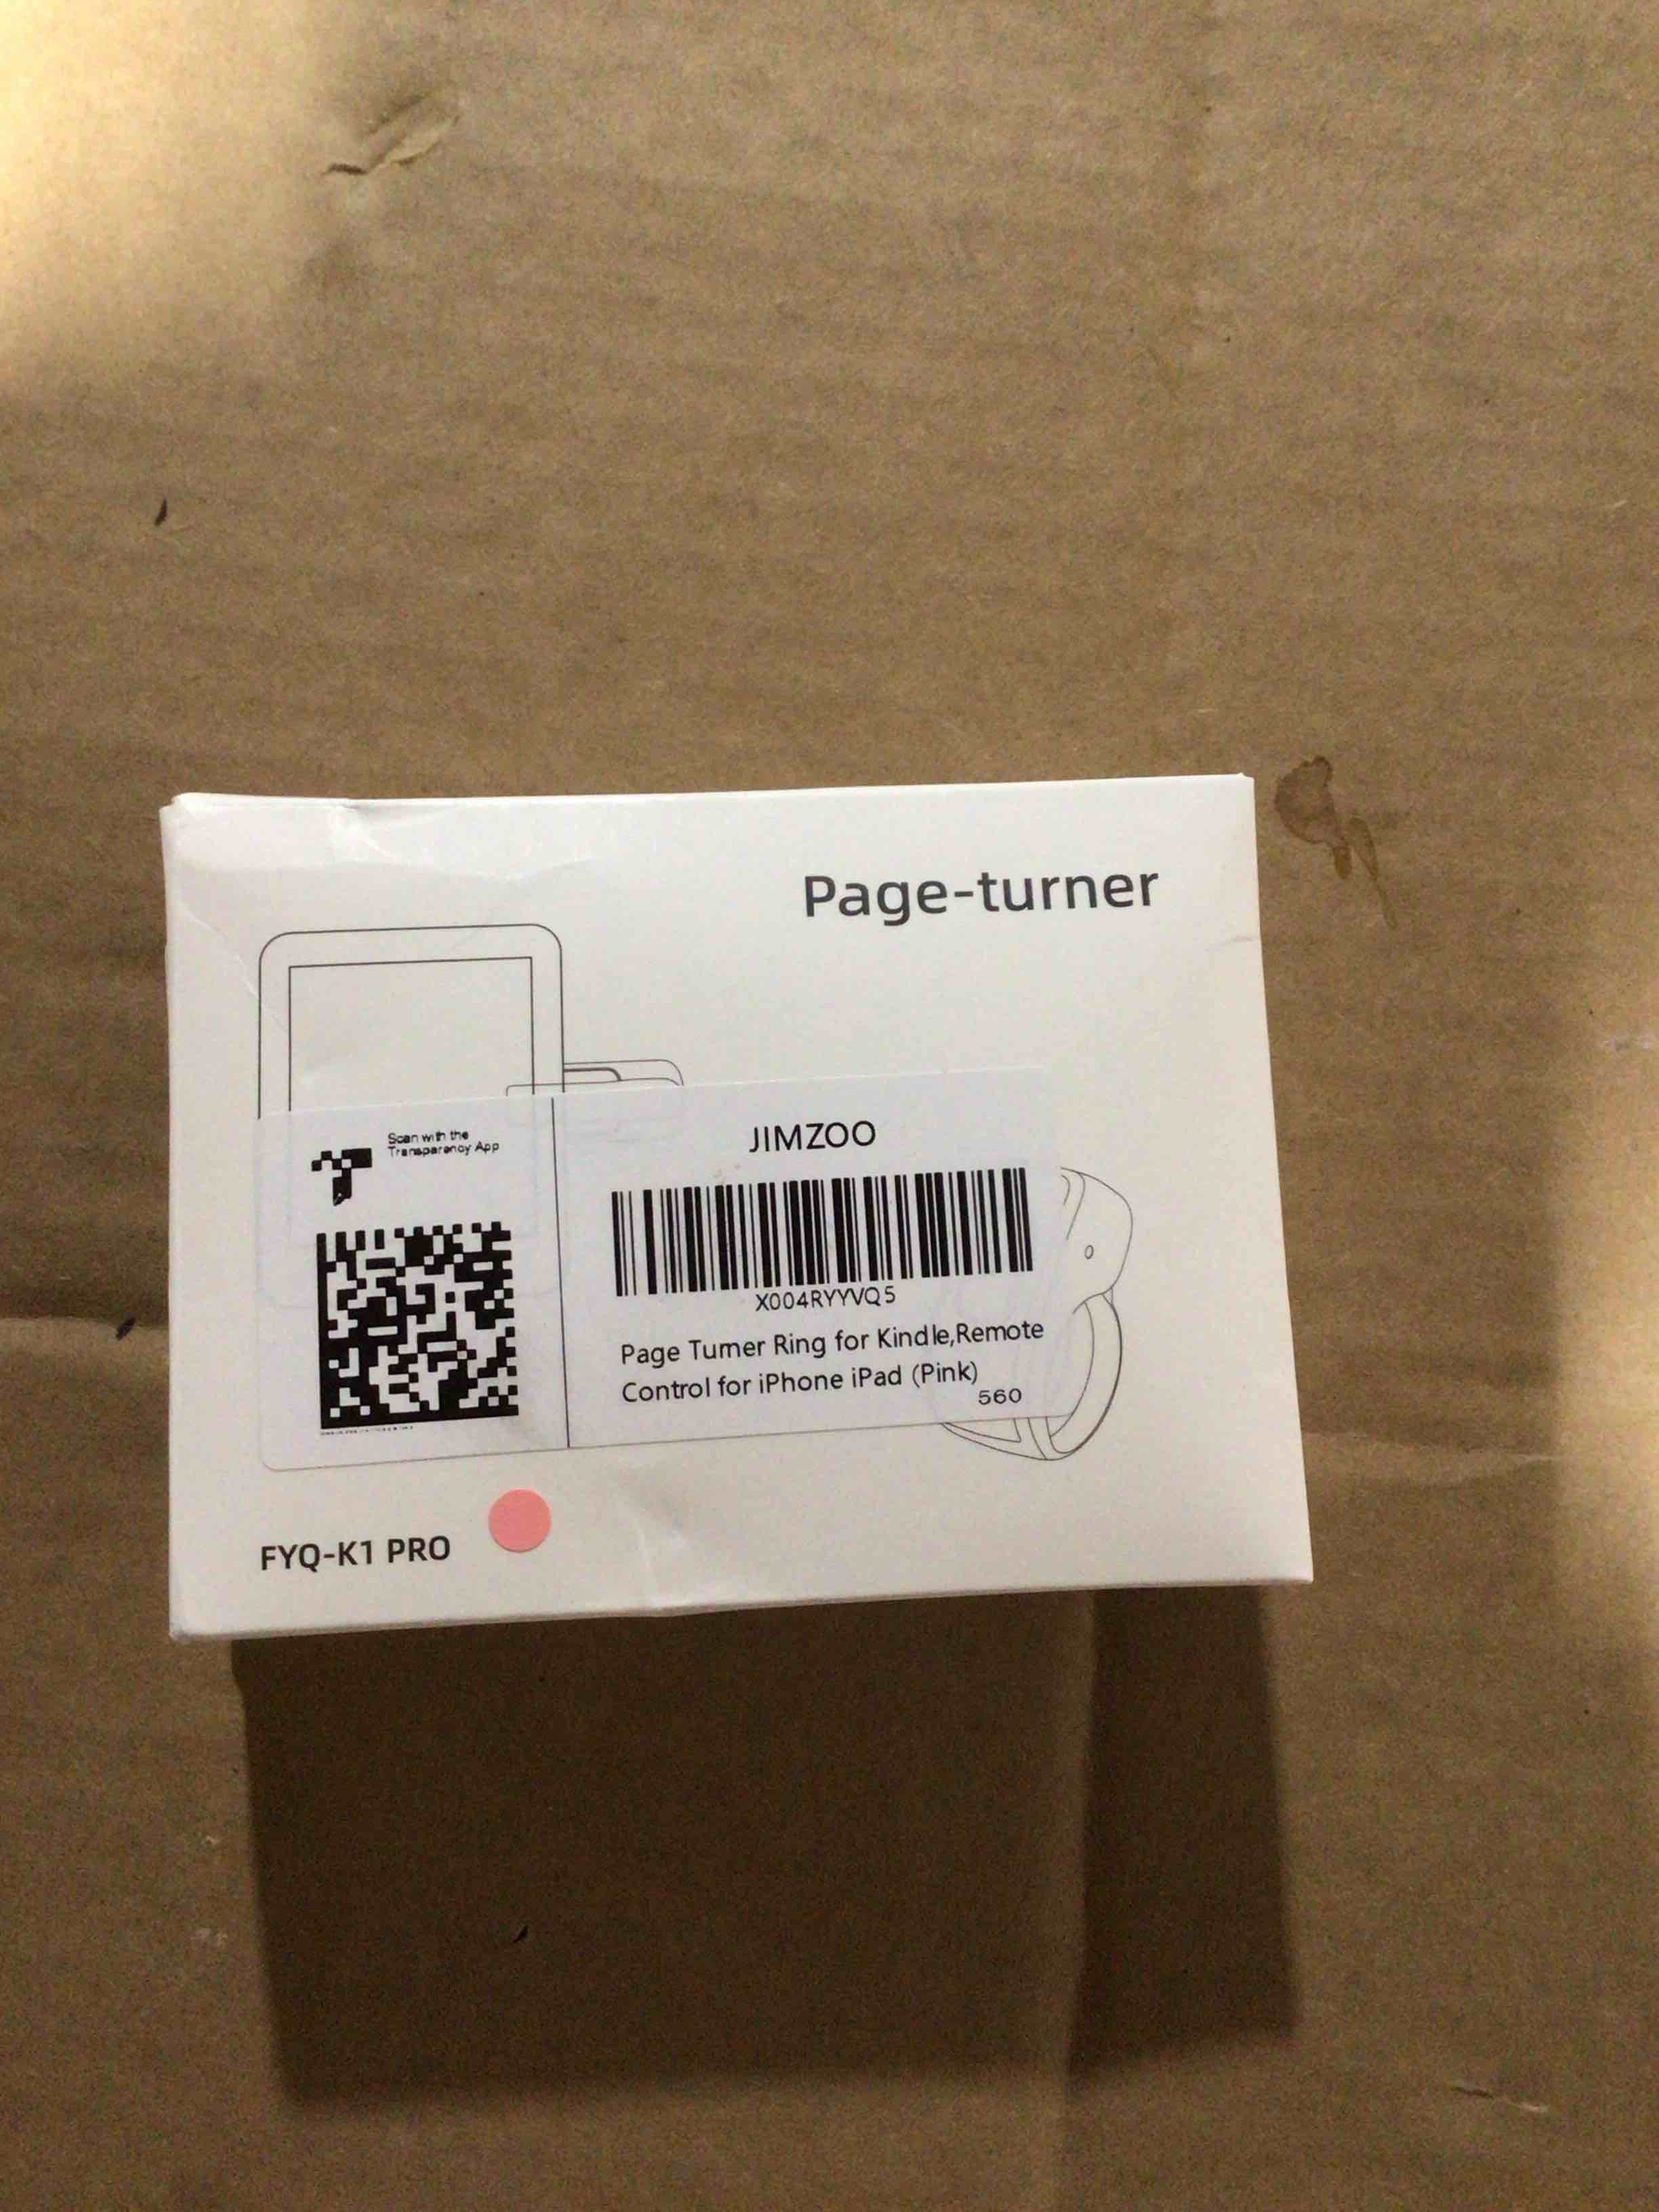 Page-turner
Scan with the
Transparency App
JIMZOO
X004RYYVQ5
Page Turner Ring for Kindle,Remote
Control for iPhone iPad (Pink)
560
FYQ-K1 PRO